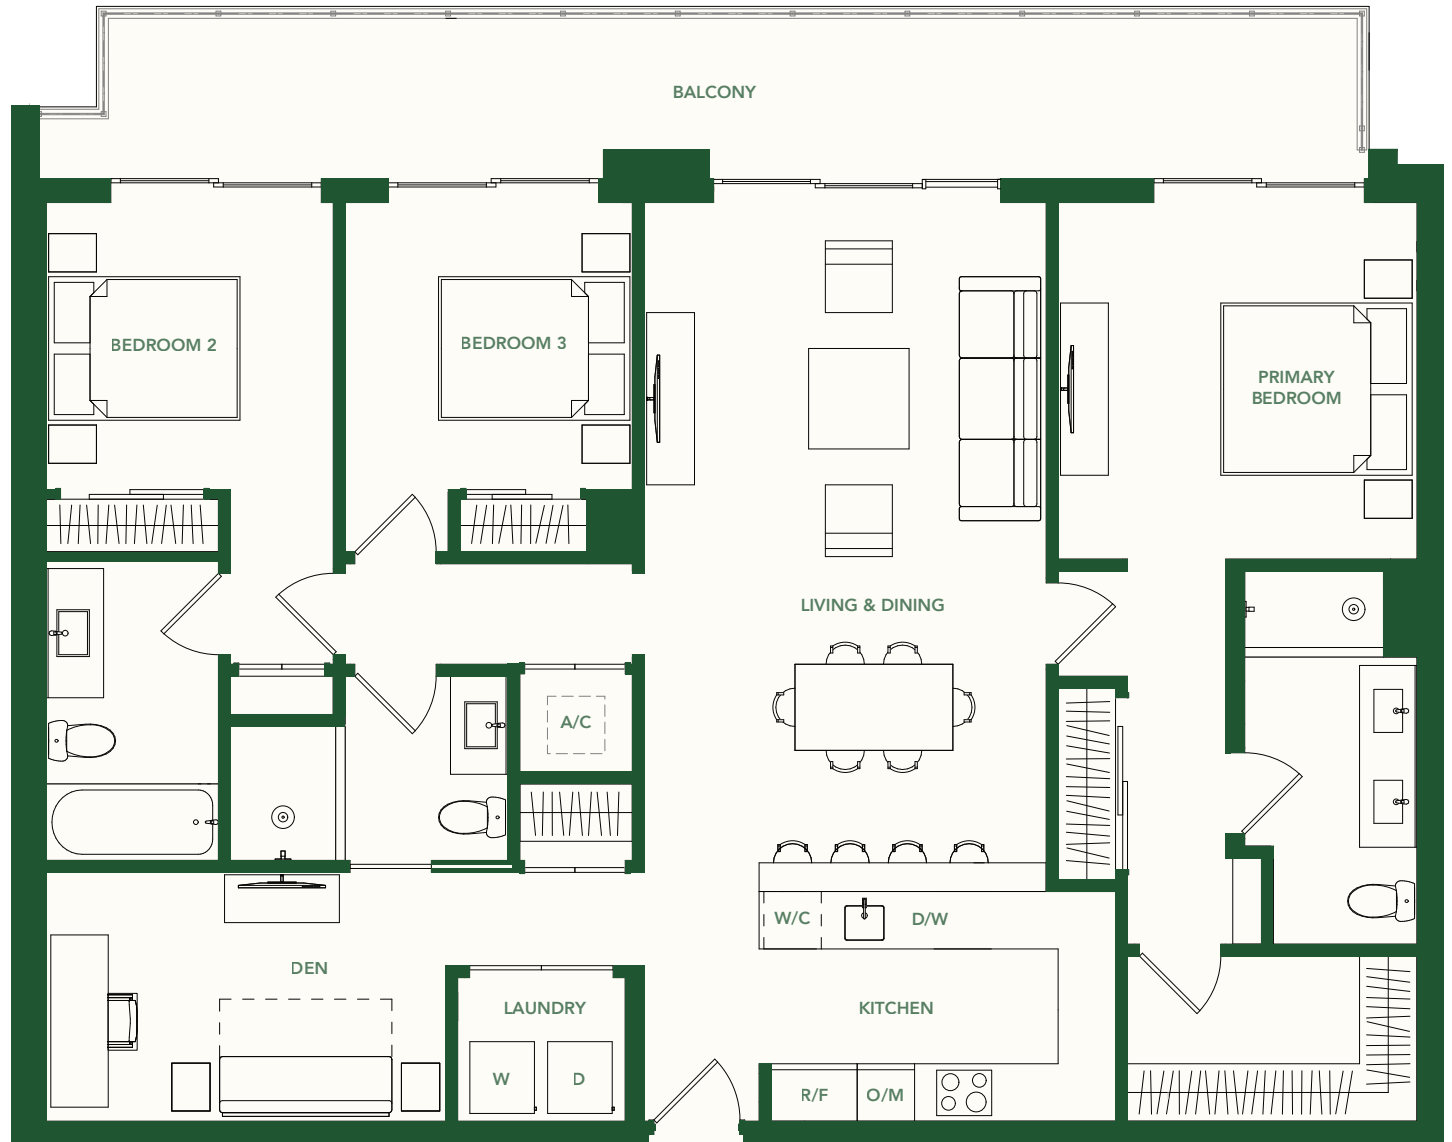 BALCONY
BEDROOM 2
BEDROOM 3
PRIMARY
BEDROOM
LIVING & DINING
A/C
W/C
D/W
DEN
LAUNDRY
KITCHEN
W
D
R/F
O/M